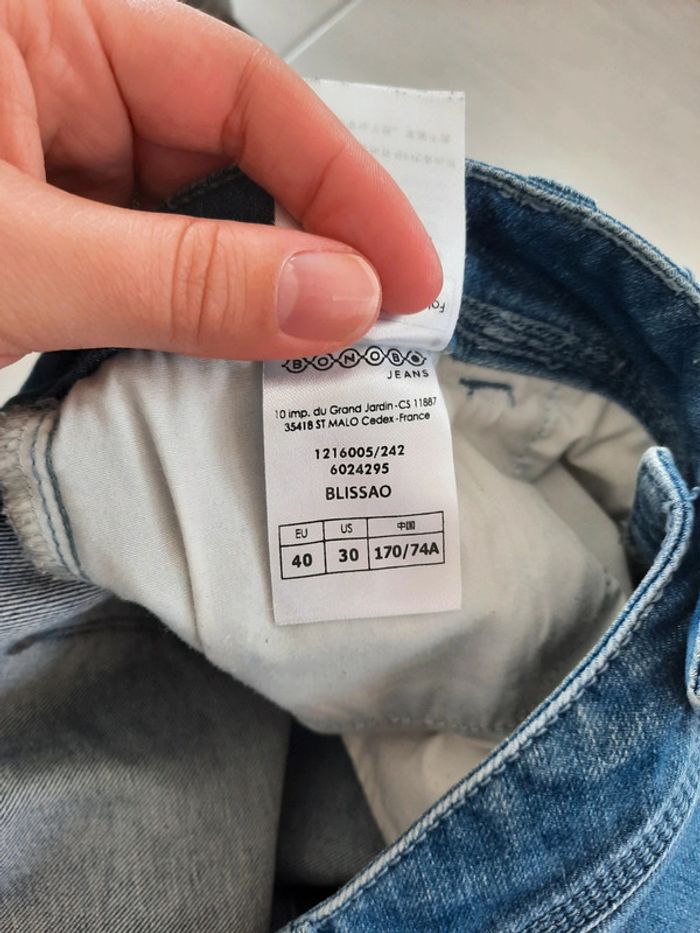 BONOBO
JEANS
10 imp. du Grand Jardin-CS 11887
35418 ST MALO Cedex-France
1216005/242
6024295
BLISSAO
EU US 中国
40 30 170/74A